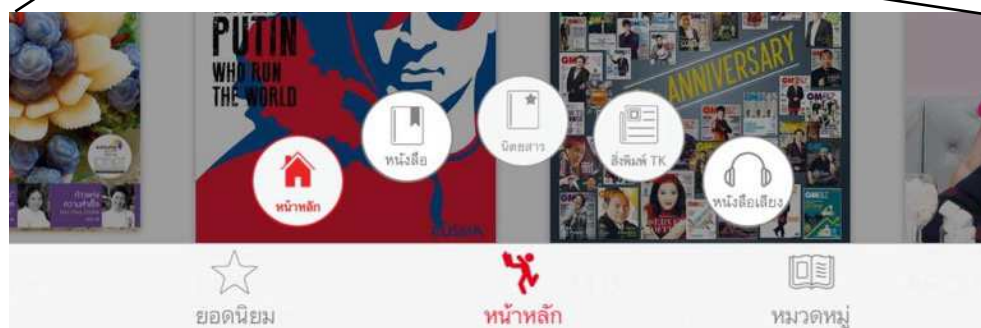 PUTIN
WHO RUN
THE WORLD
ANNIVERSARY
หน้าหลัก
หนังสือ
นิตยสาร
สิ่งพิมพ์ TK
หนังสือเสียง
RUSSIA
ยอดนิยม
หน้าหลัก
หมวดหมู่